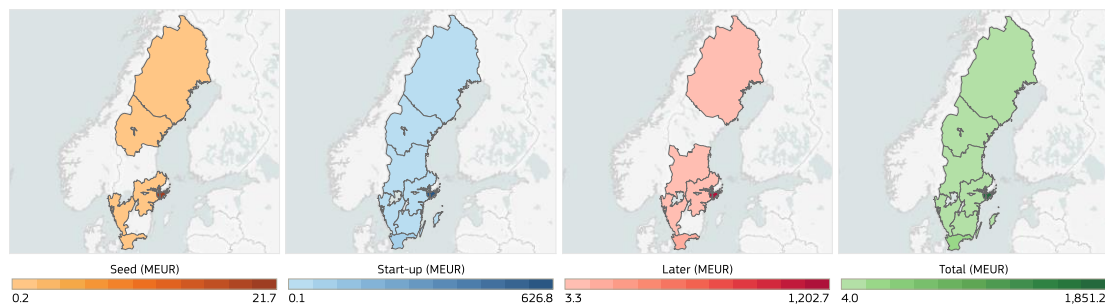 Seed (MEUR) Start-up (MEUR) Later (MEUR) Total (MEUR)
0.2 21.7 0.1 626.8 3.3 1,202.7 4.0 1,851.2